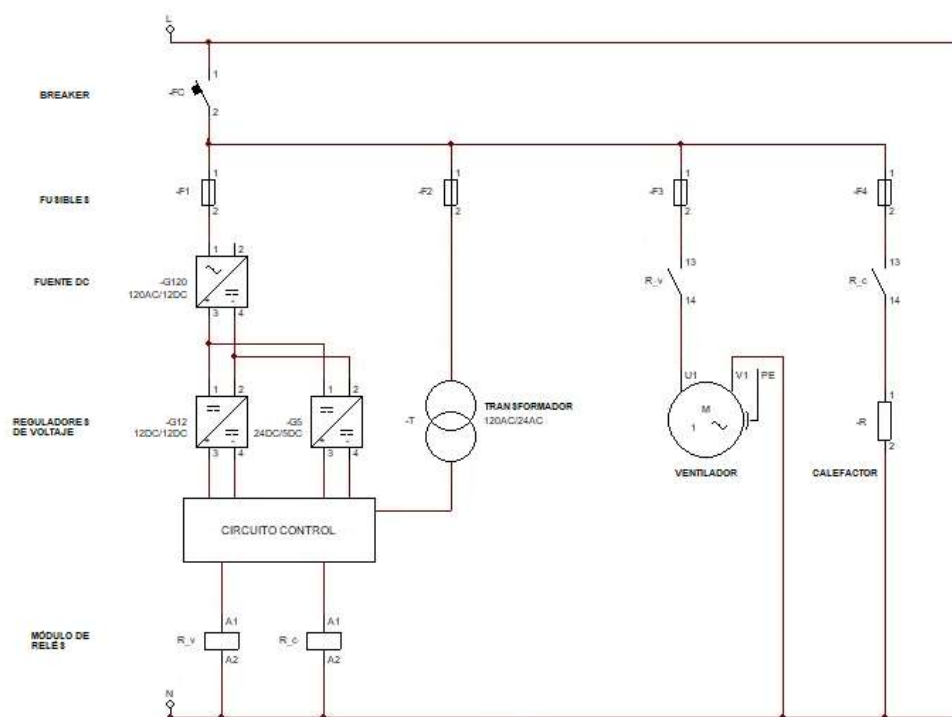 L
1
BREAKER
-FC
2
1
1
1
1
FUSIBLES
-F1
-F2
-F3
-F4
2
2
2
2
1 2
FUENTE DC
-G120
120AC/12DC
3 4
13
R_v
14
13
R_c
14
1 2
1 2
REGULADORES
DE VOLTAJE
-G12
12DC/12DC
-G5
24DC/5DC
3 4
3 4
-T
TRANSFORMADOR
120AC/24AC
U1
V1
PE
M
1
VENTILADOR
1
-R
2
CALEFACTOR
CIRCUITO CONTROL
MÓDULO DE
RELÉS
A1
R_v
A2
A1
R_c
A2
N